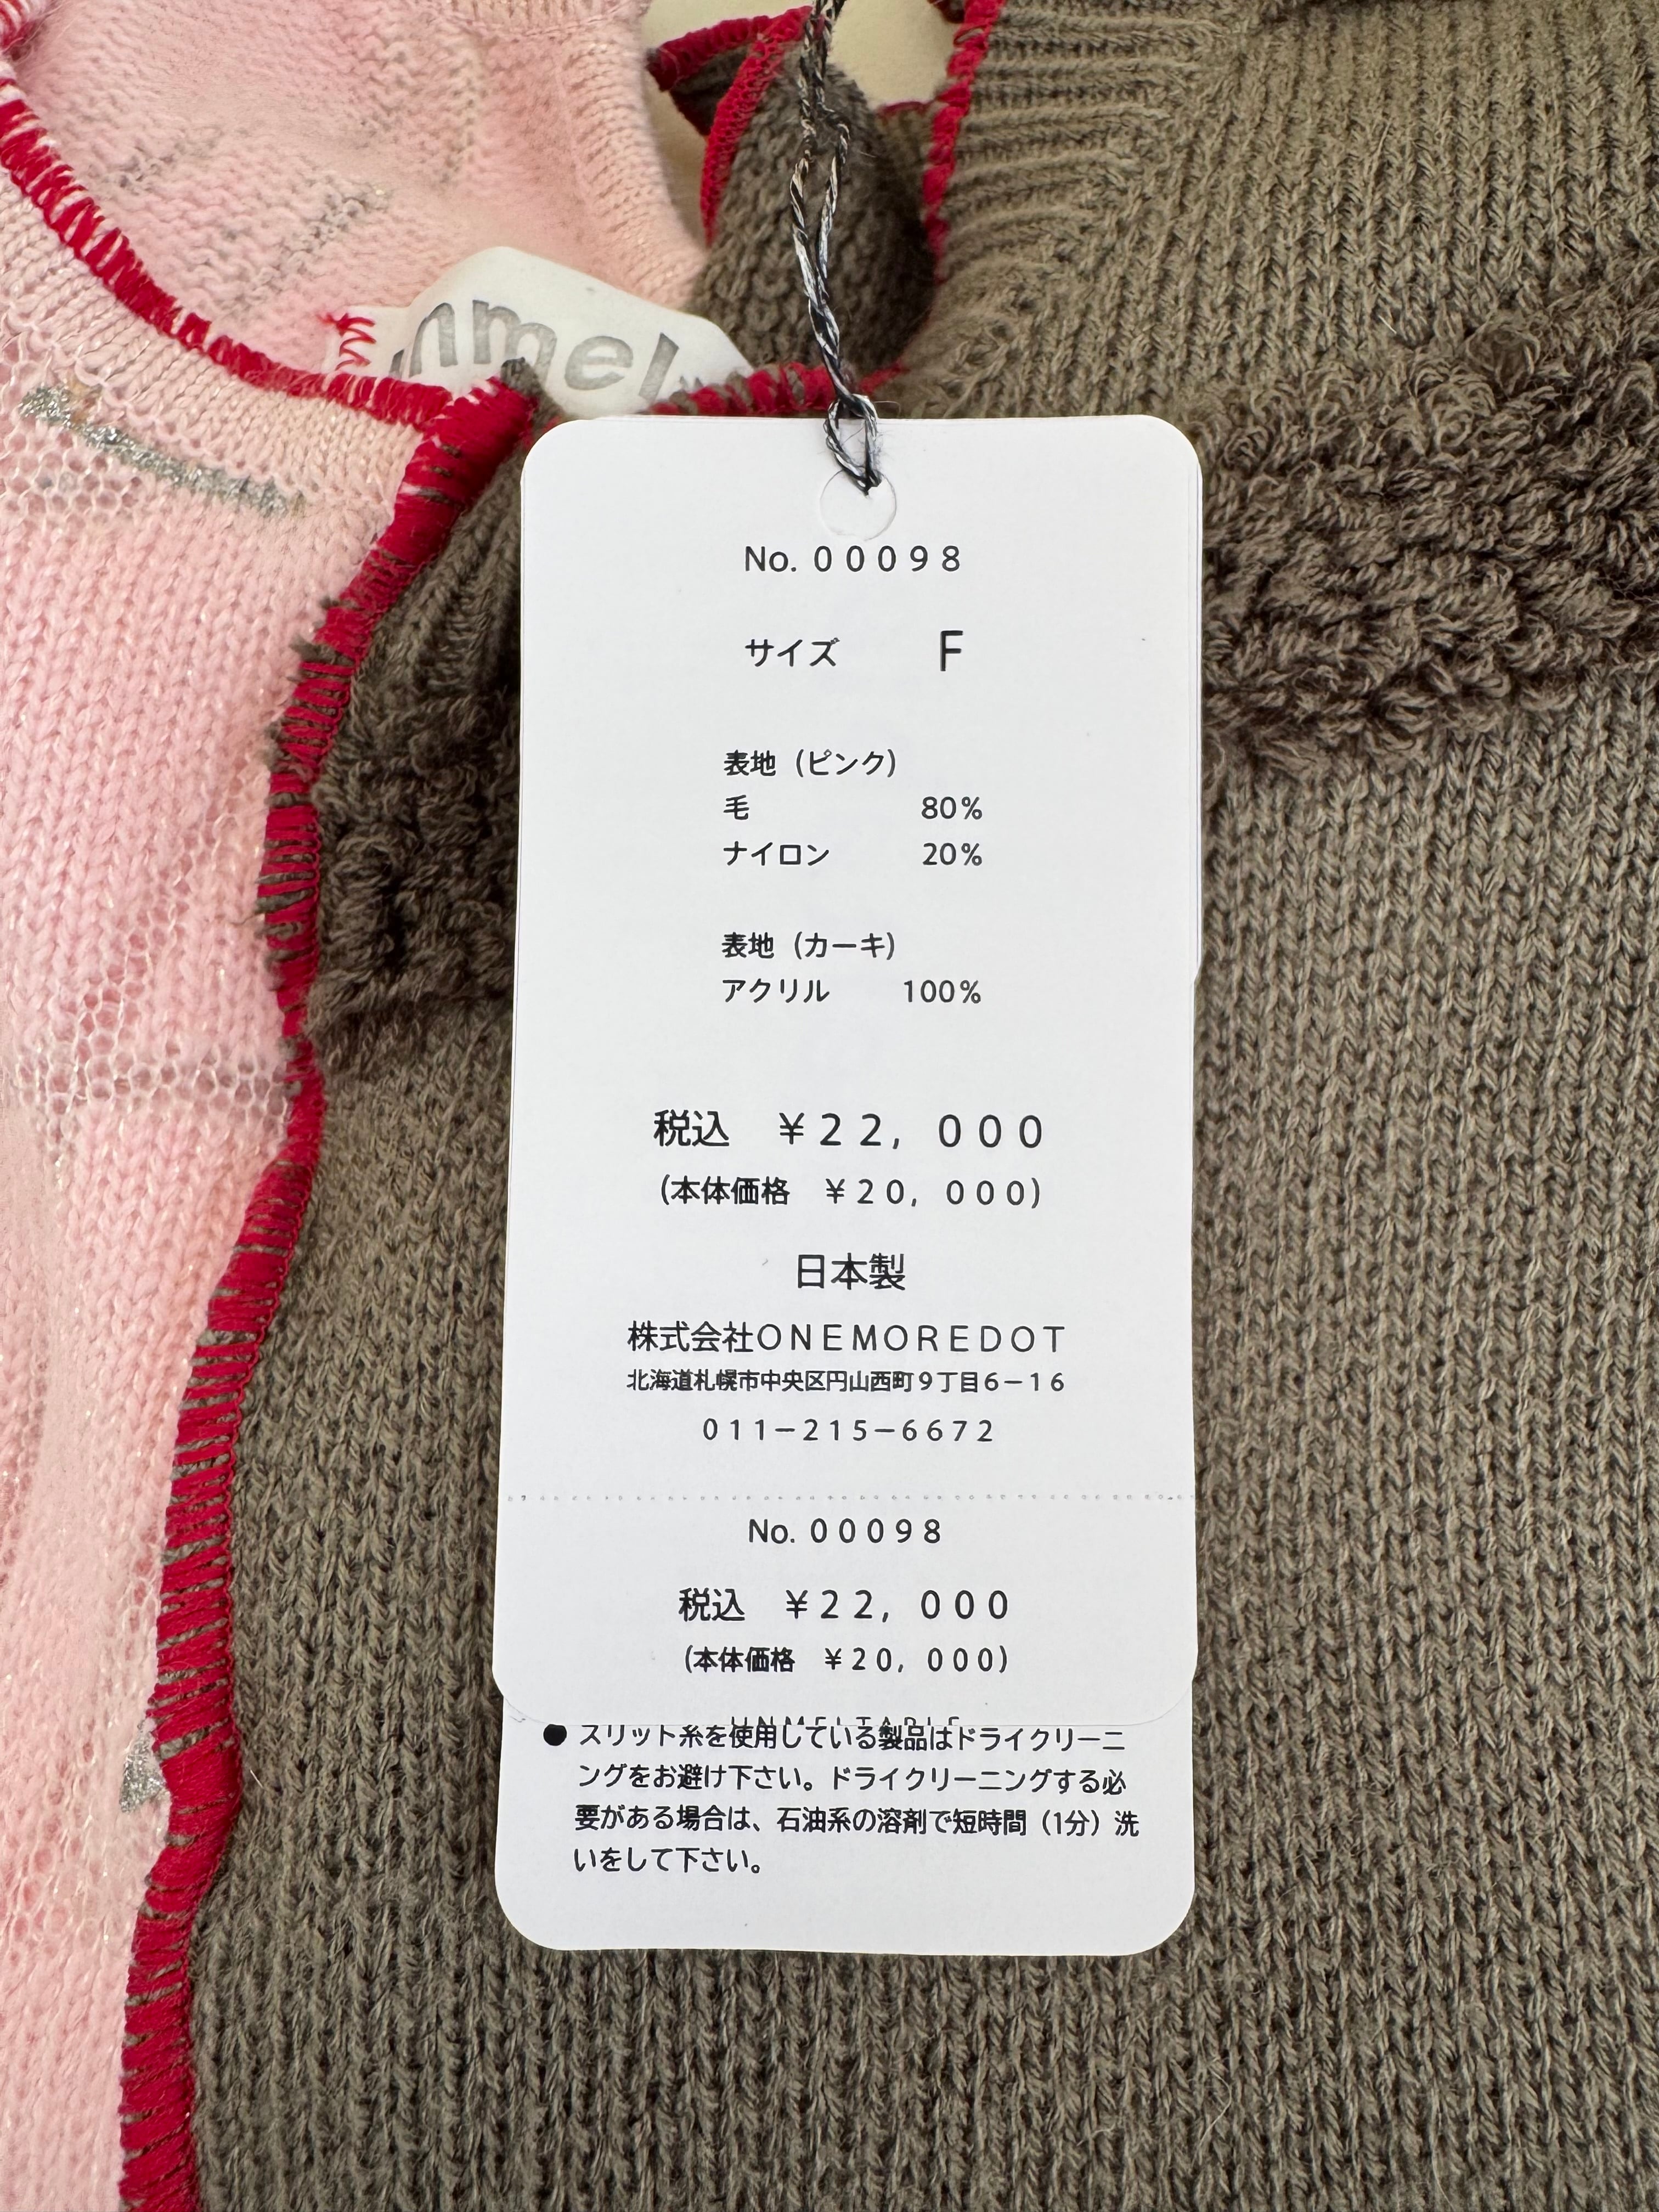 nmel
No. 00098
サイズ F
表地 (ピンク)
毛 80%
ナイロン 20%
表地 (カーキ)
アクリル 100%
税込 ¥22,000
(本体価格 ¥20,000)
日本製
株式会社ONEMOREDOT
北海道札幌市中央区円山西町9丁目6-16
011-215-6672
No. 00098
税込 ¥22,000
(本体価格 ¥20,000)
● スリット糸を使用している製品はドライクリーニ
ングをお避け下さい。ドライクリーニングする必
要がある場合は、石油系の溶剤で短時間（1分）洗
いをして下さい。